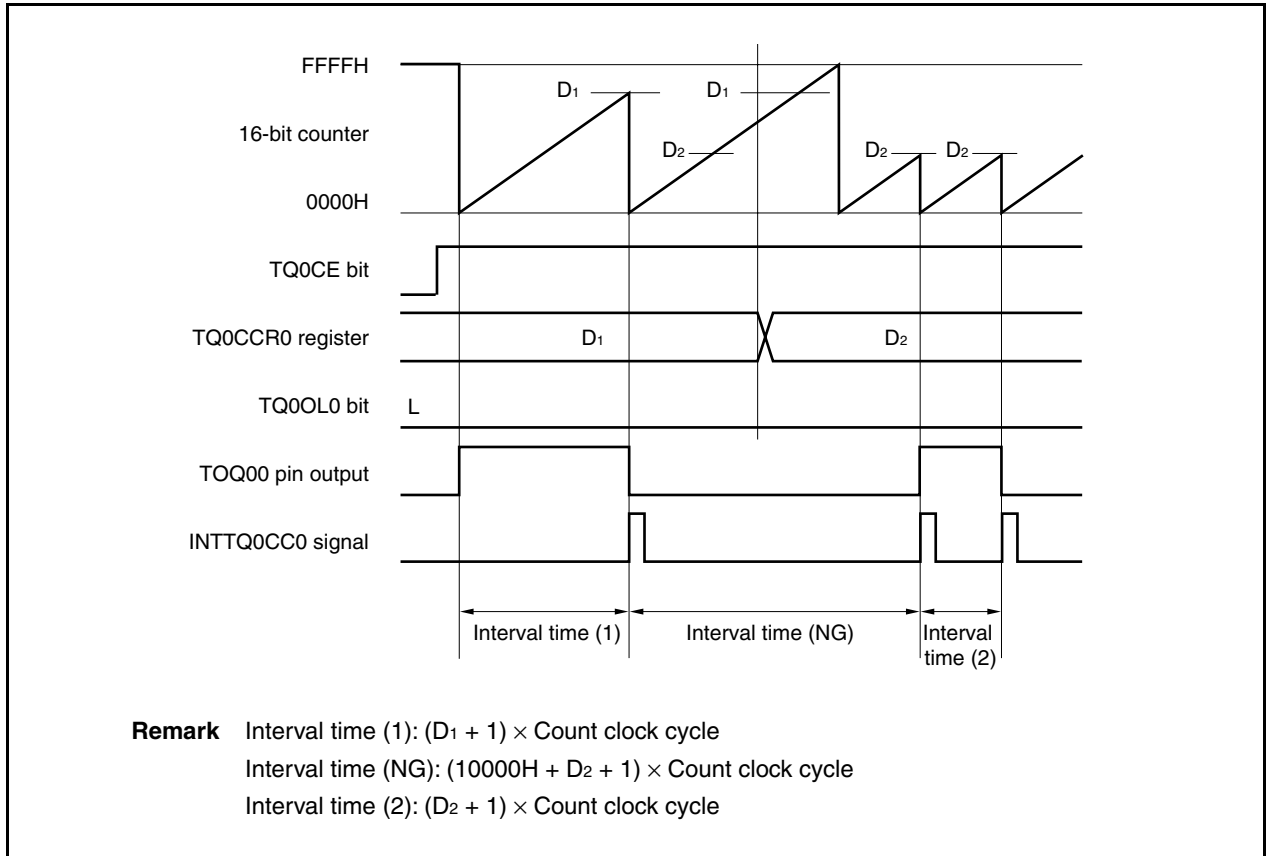 FFFFH
D1
D1
16-bit counter
D2
D2
D2
0000H
TQ0CE bit
TQ0CCR0 register
D1
D2
TQ0OL0 bit
L
TOQ00 pin output
INTTQ0CC0 signal
Interval time (1)
Interval time (NG)
Interval
time (2)
Remark Interval time (1): (D1 + 1) × Count clock cycle
Interval time (NG): (10000H + D2 + 1) × Count clock cycle
Interval time (2): (D2 + 1) × Count clock cycle